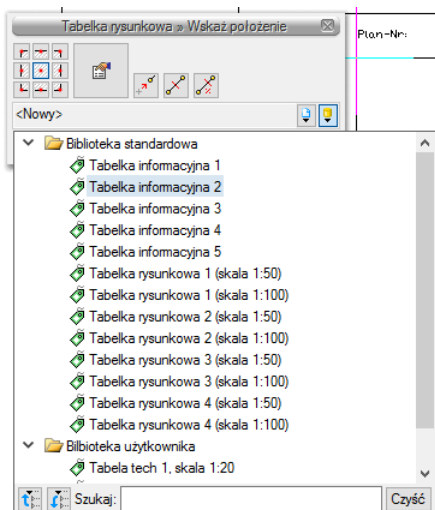 Tabelka rysunkowa » Wskaż położenie
Plan-Nr:
<Nowy>
Biblioteka standardowa
Tabelka informacyjna 1
Tabelka informacyjna 2
Tabelka informacyjna 3
Tabelka informacyjna 4
Tabelka informacyjna 5
Tabelka rysunkowa 1 (skala 1:50)
Tabelka rysunkowa 1 (skala 1:100)
Tabelka rysunkowa 2 (skala 1:50)
Tabelka rysunkowa 2 (skala 1:100)
Tabelka rysunkowa 3 (skala 1:50)
Tabelka rysunkowa 3 (skala 1:100)
Tabelka rysunkowa 4 (skala 1:50)
Tabelka rysunkowa 4 (skala 1:100)
Bilbioteka użytkownika
Tabela tech 1, skala 1:20
Szukaj:
Czyść